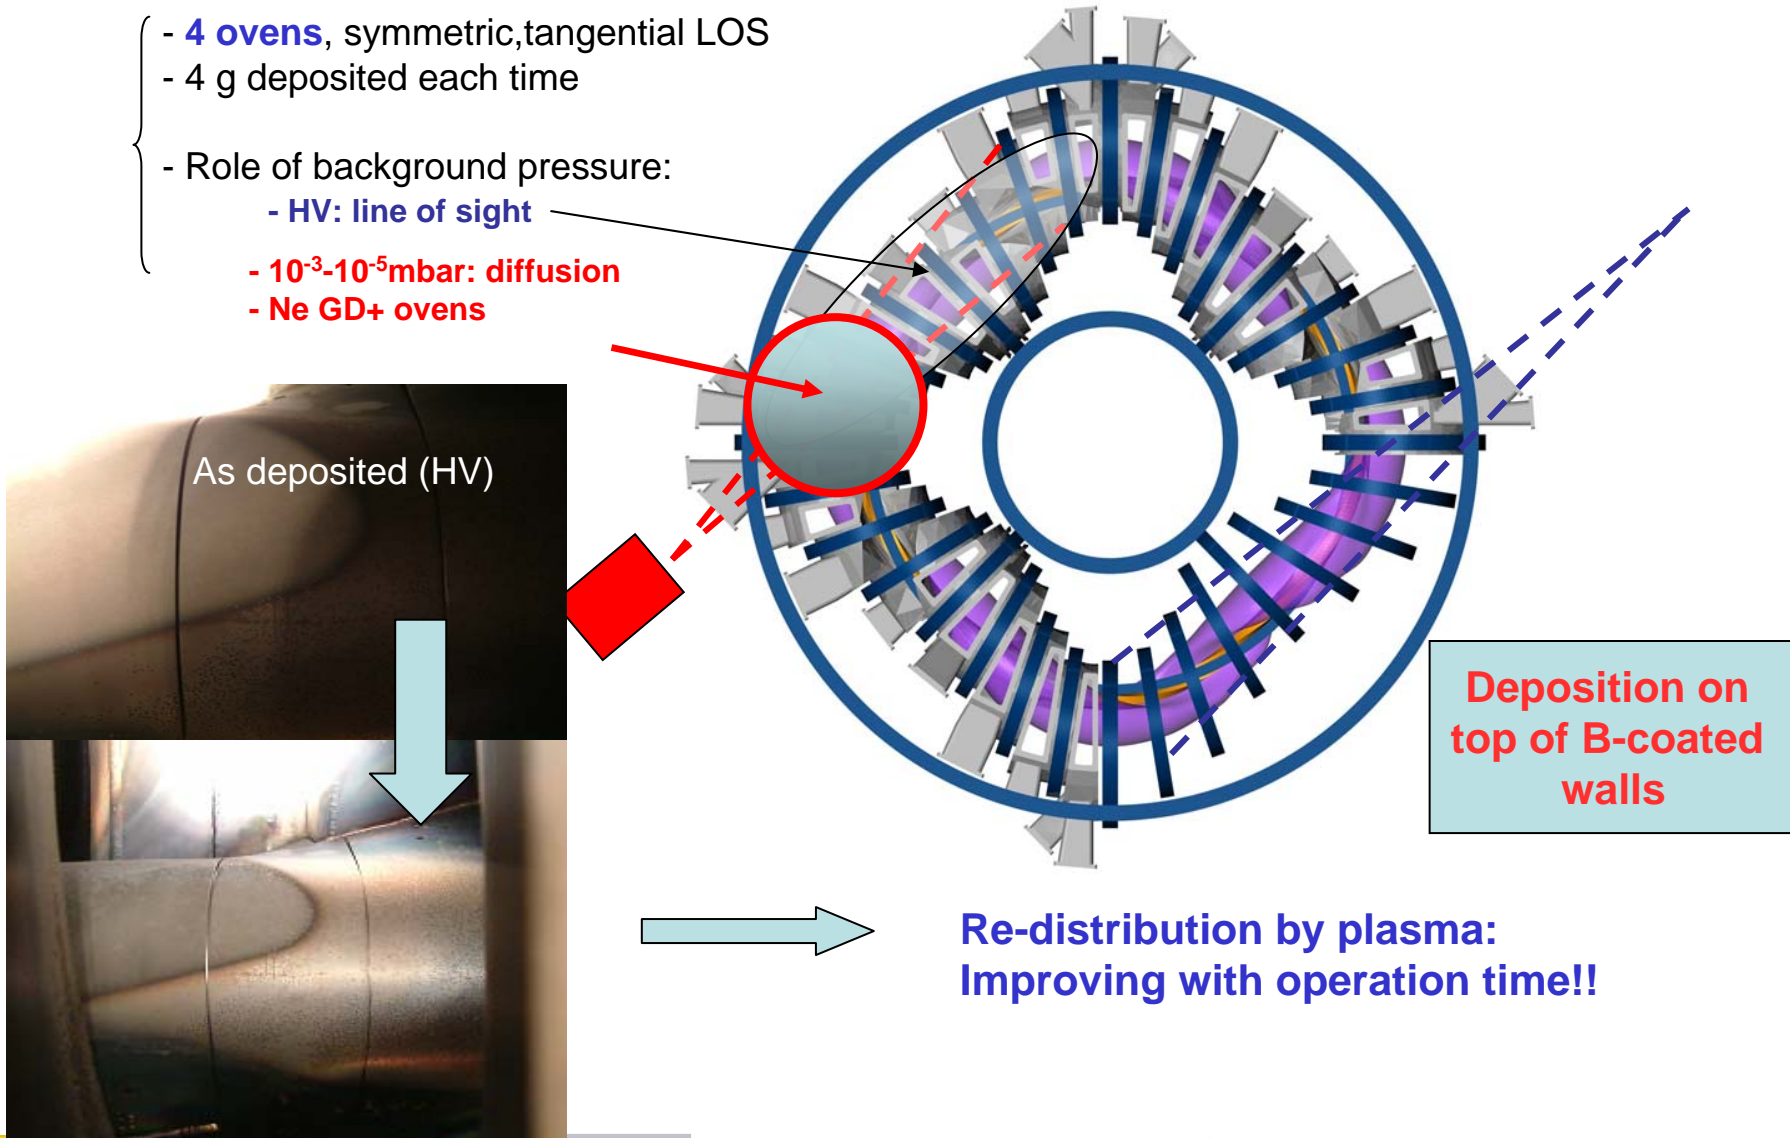 - 4 ovens, symmetric,tangential LOS
- 4 g deposited each time
- Role of background pressure:
- HV: line of sight
- 10⁻³-10⁻⁵mbar: diffusion
- Ne GD+ ovens
As deposited (HV)
Deposition on
top of B-coated
walls
Re-distribution by plasma:
Improving with operation time!!